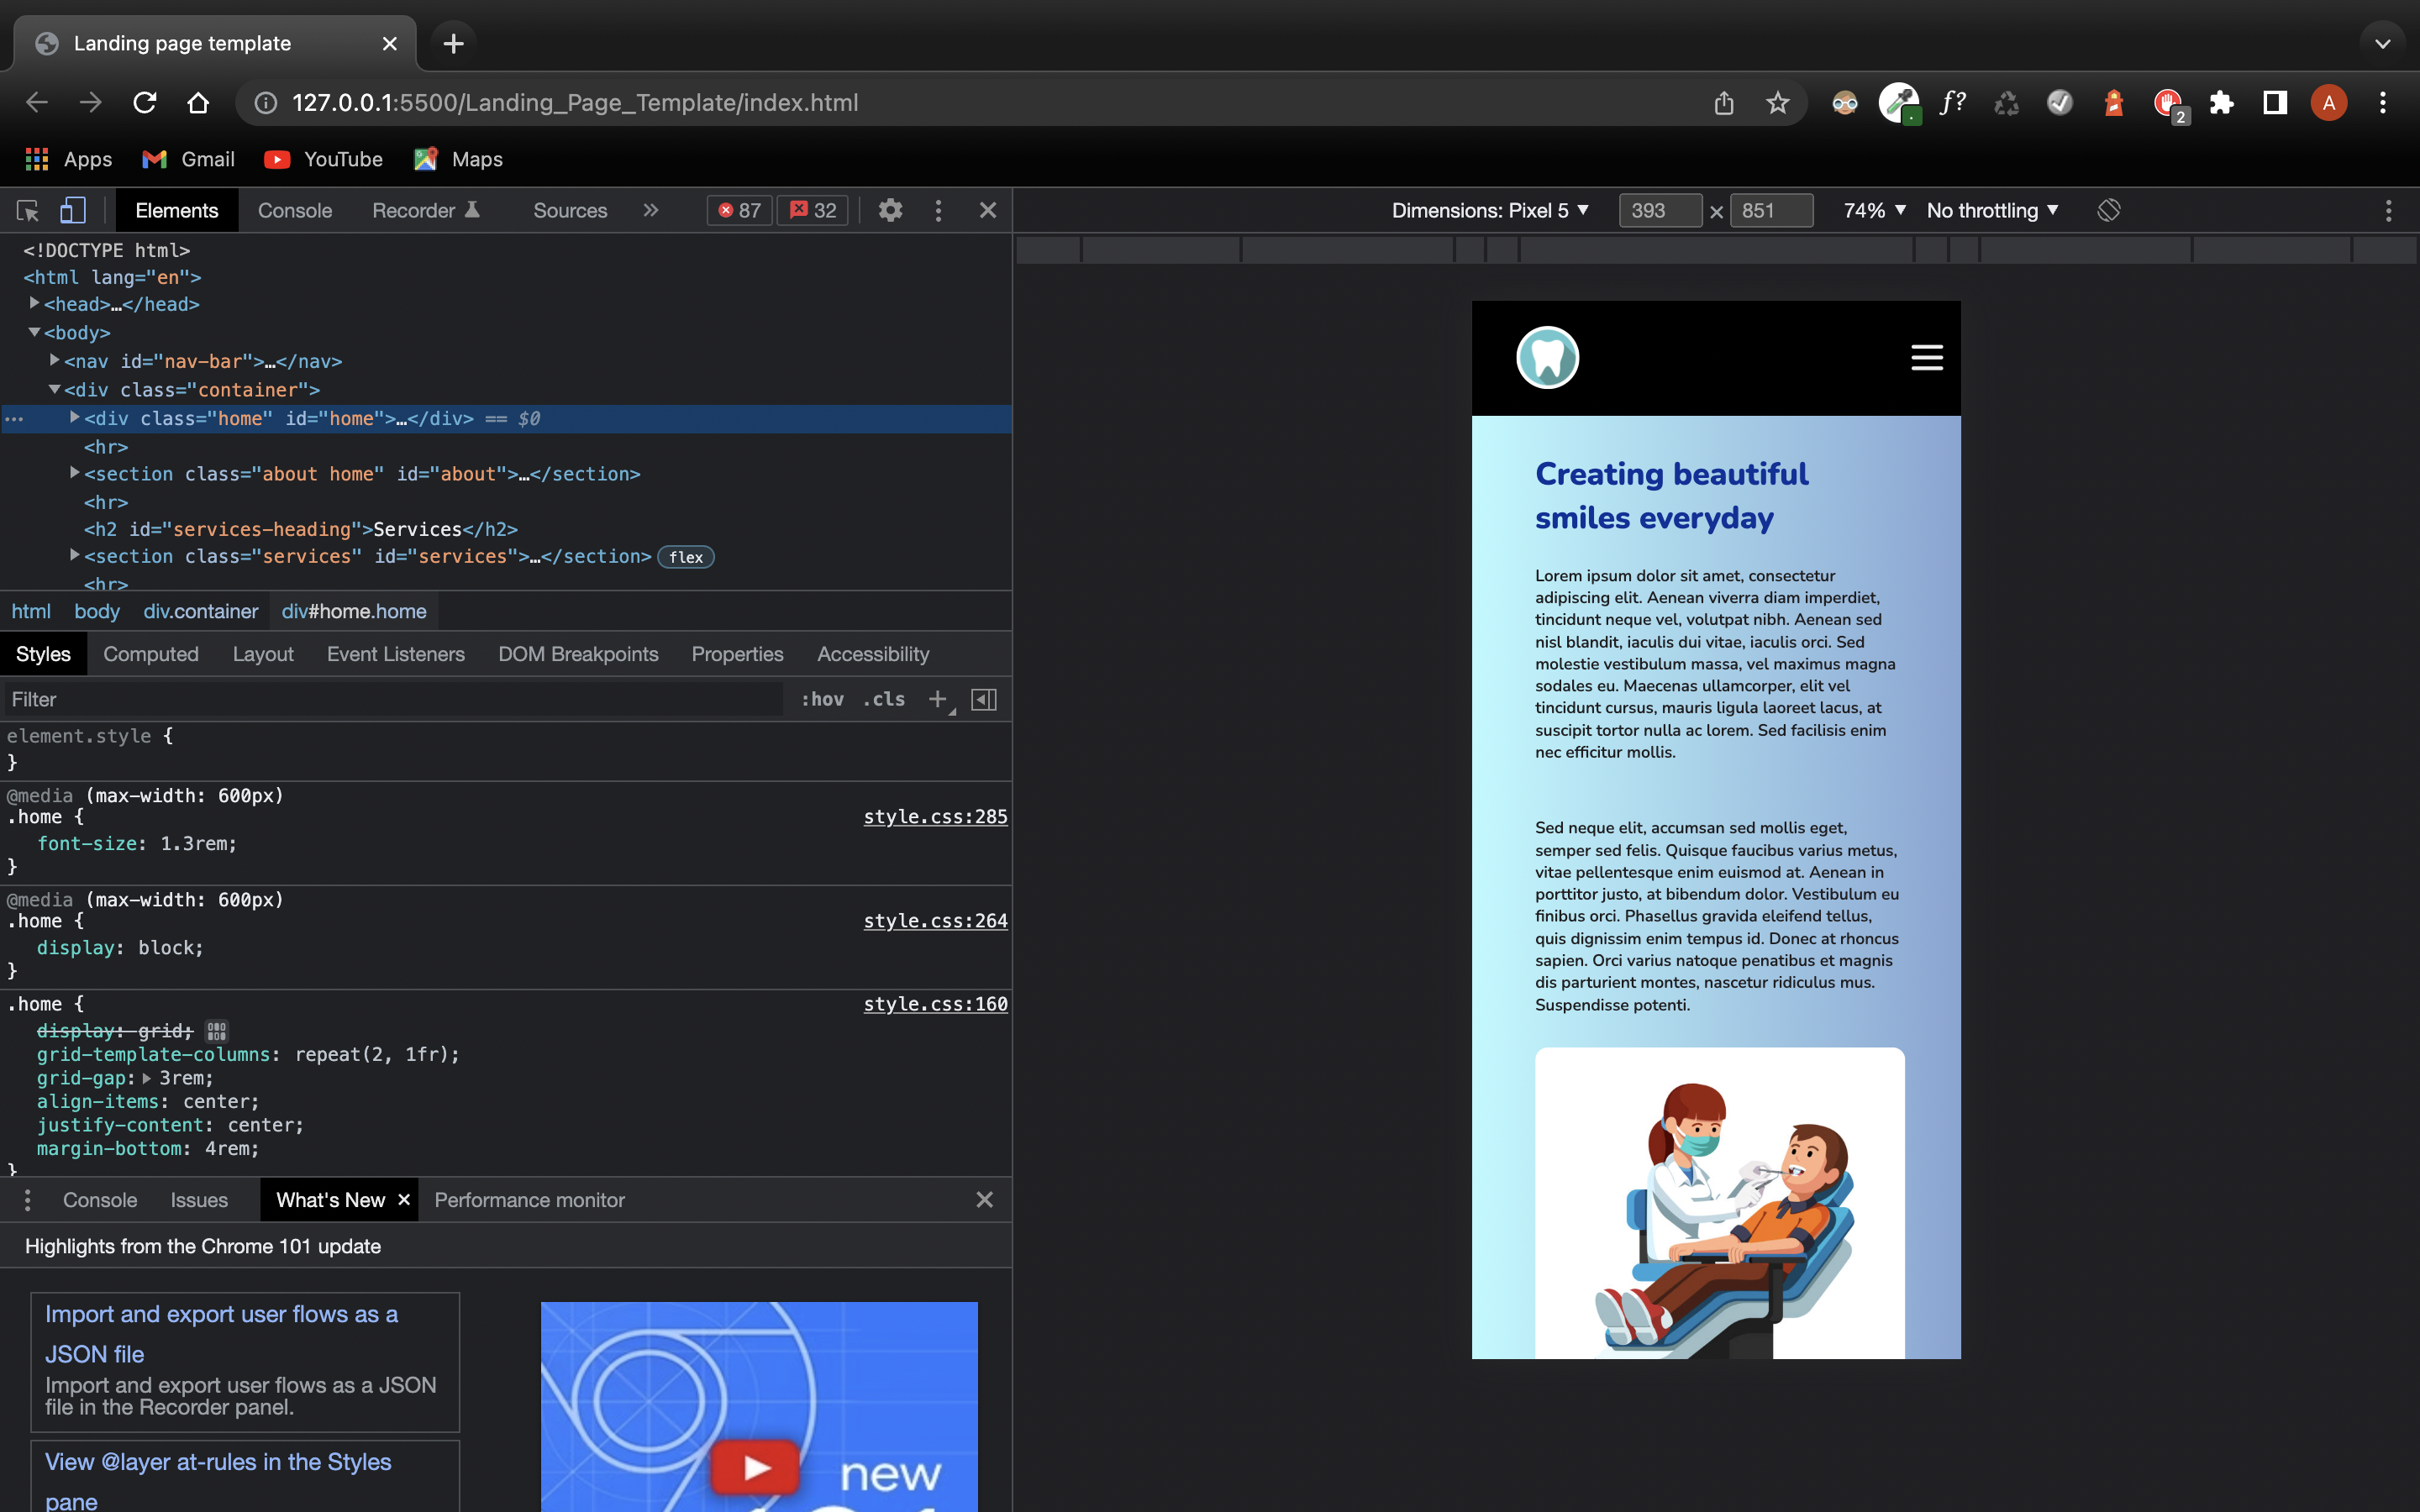 Landing page template
127.0.0.1:5500/Landing_Page_Template/index.html
f?
2
A
Apps
Gmail
YouTube
Maps
Elements
Console
Recorder
Sources
»
87
32
Dimensions: Pixel 5
393
×
851
74%
No throttling
<!DOCTYPE html>
<html lang="en">
<head>…</head>
<body>
<nav id="nav-bar">…</nav>
<div class="container">
<div class="home" id="home">…</div> == $0
<hr>
<section class="about home" id="about">…</section>
<hr>
<h2 id="services-heading">Services</h2>
<section class="services" id="services">…</section> flex
<hr>
html body div.container div#home.home
Styles Computed Layout Event Listeners DOM Breakpoints Properties Accessibility
Filter
:hov .cls +
element.style {
}
@media (max-width: 600px)
.home { style.css:285
font-size: 1.3rem;
}
@media (max-width: 600px)
.home { style.css:264
display: block;
}
.home { style.css:160
display: grid;
grid-template-columns: repeat(2, 1fr);
grid-gap: 3rem;
align-items: center;
justify-content: center;
margin-bottom: 4rem;
}
Console Issues What's New × Performance monitor
Highlights from the Chrome 101 update
Import and export user flows as a
JSON file
Import and export user flows as a JSON
file in the Recorder panel.
View @layer at-rules in the Styles
pane
new
Creating beautiful
smiles everyday
Lorem ipsum dolor sit amet, consectetur
adipiscing elit. Aenean viverra diam imperdiet,
tincidunt neque vel, volutpat nibh. Aenean sed
nisl blandit, iaculis dui vitae, iaculis orci. Sed
molestie vestibulum massa, vel maximus magna
sodales eu. Maecenas ullamcorper, elit vel
tincidunt cursus, mauris ligula laoreet lacus, at
suscipit tortor nulla ac lorem. Sed facilisis enim
nec efficitur mollis.
Sed neque elit, accumsan sed mollis eget,
semper sed felis. Quisque faucibus varius metus,
vitae pellentesque enim euismod at. Aenean in
porttitor justo, at bibendum dolor. Vestibulum eu
finibus orci. Phasellus gravida eleifend tellus,
quis dignissim enim tempus id. Donec at rhoncus
sapien. Orci varius natoque penatibus et magnis
dis parturient montes, nascetur ridiculus mus.
Suspendisse potenti.